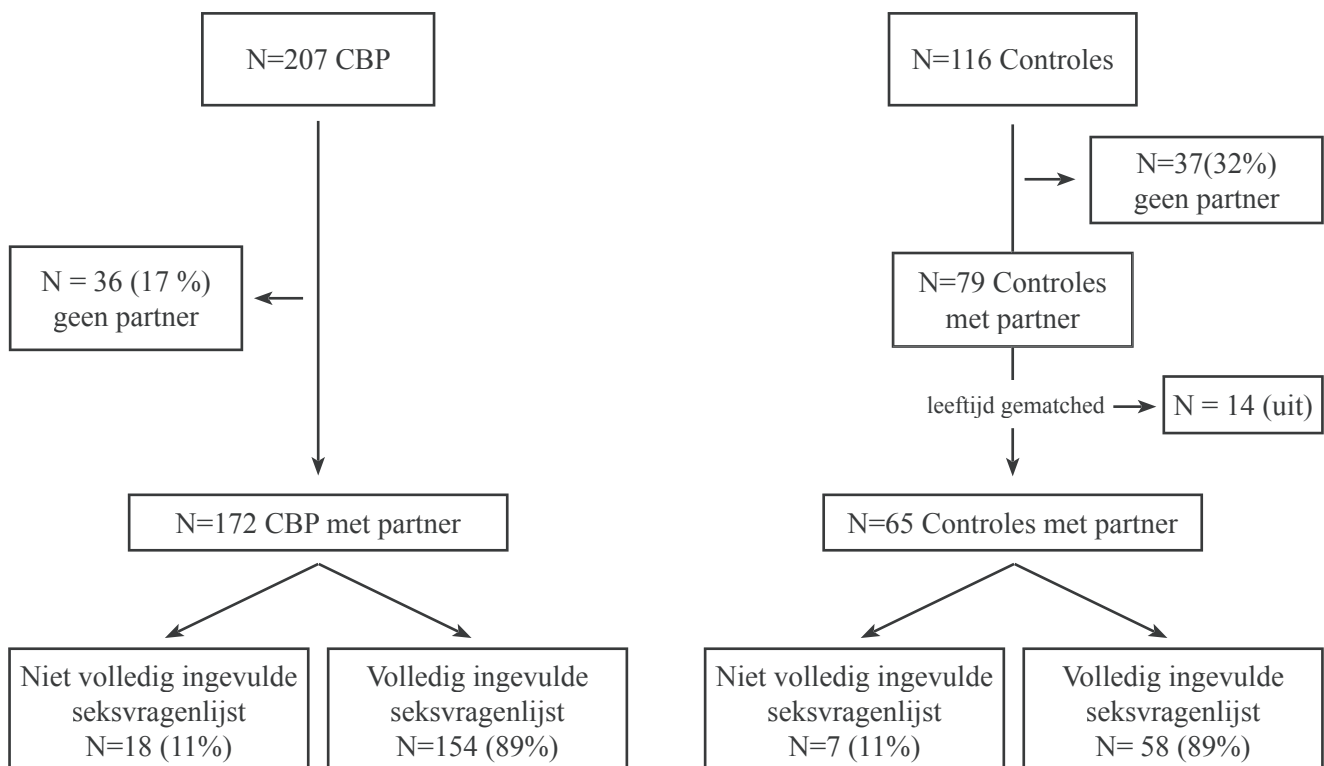 N=207 CBP
N = 36 (17 %)
geen partner
N=172 CBP met partner
Niet volledig ingevulde
seksvragenlijst
N=18 (11%)
Volledig ingevulde
seksvragenlijst
N=154 (89%)
N=116 Controles
N=37(32%)
geen partner
N=79 Controles
met partner
leeftijd gematched
N = 14 (uit)
N=65 Controles met partner
Niet volledig ingevulde
seksvragenlijst
N=7 (11%)
Volledig ingevulde
seksvragenlijst
N= 58 (89%)